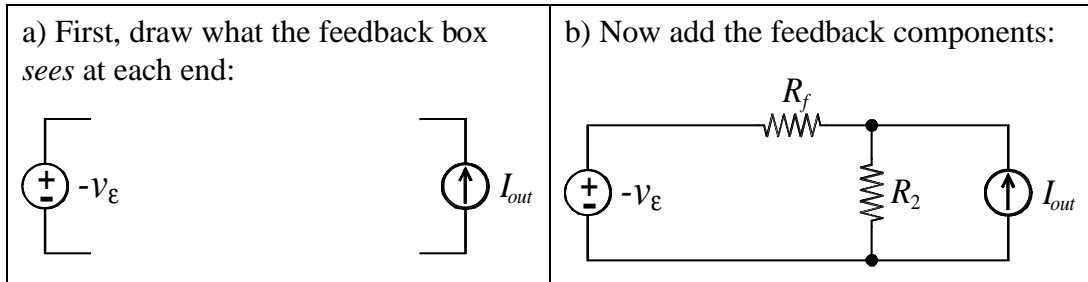 a) First, draw what the feedback box
sees at each end:
+
-
-vε
Iout
b) Now add the feedback components:
Rf
+
-
-vε
R2
Iout